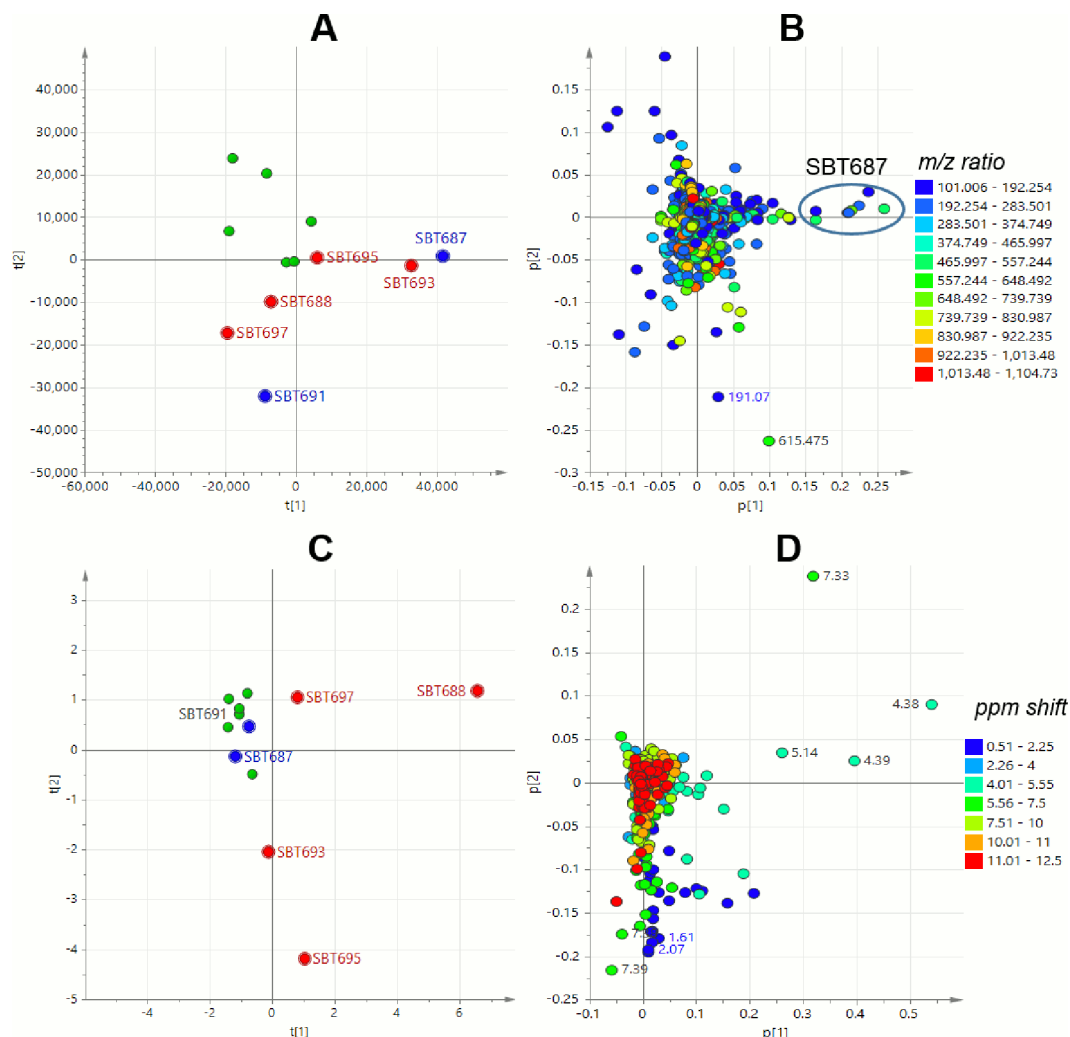 A
t[2]
40,000
30,000
20,000
10,000
0
-10,000
-20,000
-30,000
-40,000
-50,000
-60,000
-40,000
-20,000
0
20,000
40,000
t[1]
SBT687
SBT695
SBT693
SBT688
SBT697
SBT691
B
p[2]
0.15
0.1
0.05
0
-0.05
-0.1
-0.15
-0.2
-0.25
-0.3
-0.15
-0.1
-0.05
0
0.05
0.1
0.15
0.2
0.25
p[1]
SBT687
191.07
615.475
m/z ratio
101.006 - 192.254
192.254 - 283.501
283.501 - 374.749
374.749 - 465.997
465.997 - 557.244
557.244 - 648.492
648.492 - 739.739
739.739 - 830.987
830.987 - 922.235
922.235 - 1,013.48
1,013.48 - 1,104.73
C
t[2]
3
2
1
0
-1
-2
-3
-4
-5
-4
-2
0
2
4
6
t[1]
SBT688
SBT697
SBT691
SBT687
SBT693
SBT695
D
p[2]
0.2
0.15
0.1
0.05
0
-0.05
-0.1
-0.15
-0.2
-0.25
-0.1
0
0.1
0.2
0.3
0.4
0.5
p[1]
7.33
4.38
5.14
4.39
1.61
2.07
7.39
ppm shift
0.51 - 2.25
2.26 - 4
4.01 - 5.55
5.56 - 7.5
7.51 - 10
10.01 - 11
11.01 - 12.5